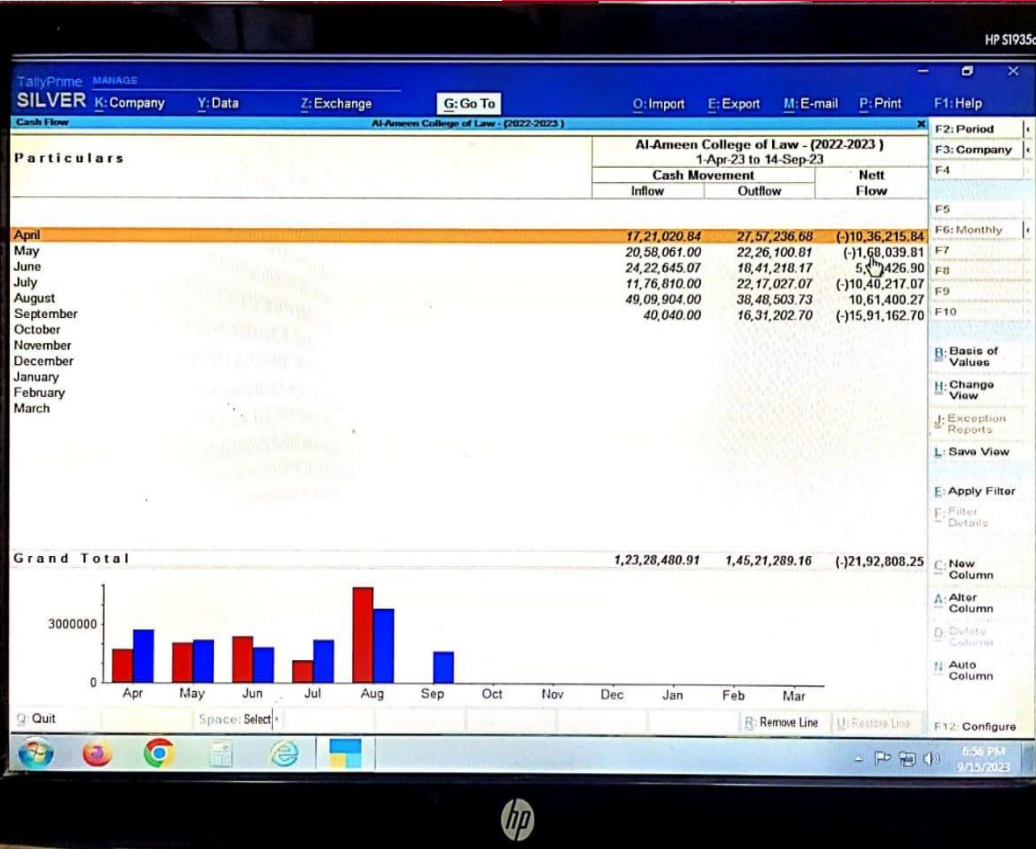 HP S1935
TallyPrime MANAGE
SILVER K: Company Y: Data Z: Exchange G: Go To O: Import E: Export M: E-mail P: Print F1: Help
Cash Flow Al-Ameen College of Law - (2022-2023 )
F2: Period
F3: Company
F4
F5
F6: Monthly
F7
F8
F9
F10
B: Basis of
Values
H: Change
View
J: Exception
Reports
L: Save View
E: Apply Filter
F: Filter
Details
C: New
Column
A: Alter
Column
D: Delete
Column
Auto
Column
F12: Configure
Particulars
Al-Ameen College of Law - (2022-2023 )
1-Apr-23 to 14-Sep-23
Cash Movement Nett
Inflow Outflow Flow
April 17,21,020.84 27,57,236.68 (-)10,36,215.84
May 20,58,061.00 22,26,100.81 (-)1,68,039.81
June 24,22,645.07 18,41,218.17 426.90
July 11,76,810.00 22,17,027.07 (-)10,40,217.07
August 49,09,904.00 38,48,503.73 10,61,400.27
September 40,040.00 16,31,202.70 (-)15,91,162.70
October
November
December
January
February
March
Grand Total 1,23,28,480.91 1,45,21,289.16 (-)21,92,808.25
3000000
0
Apr May Jun Jul Aug Sep Oct Nov Dec Jan Feb Mar
Q: Quit Space: Select R: Remove Line U: Restore Line
6:56 PM
9/15/2023
hp